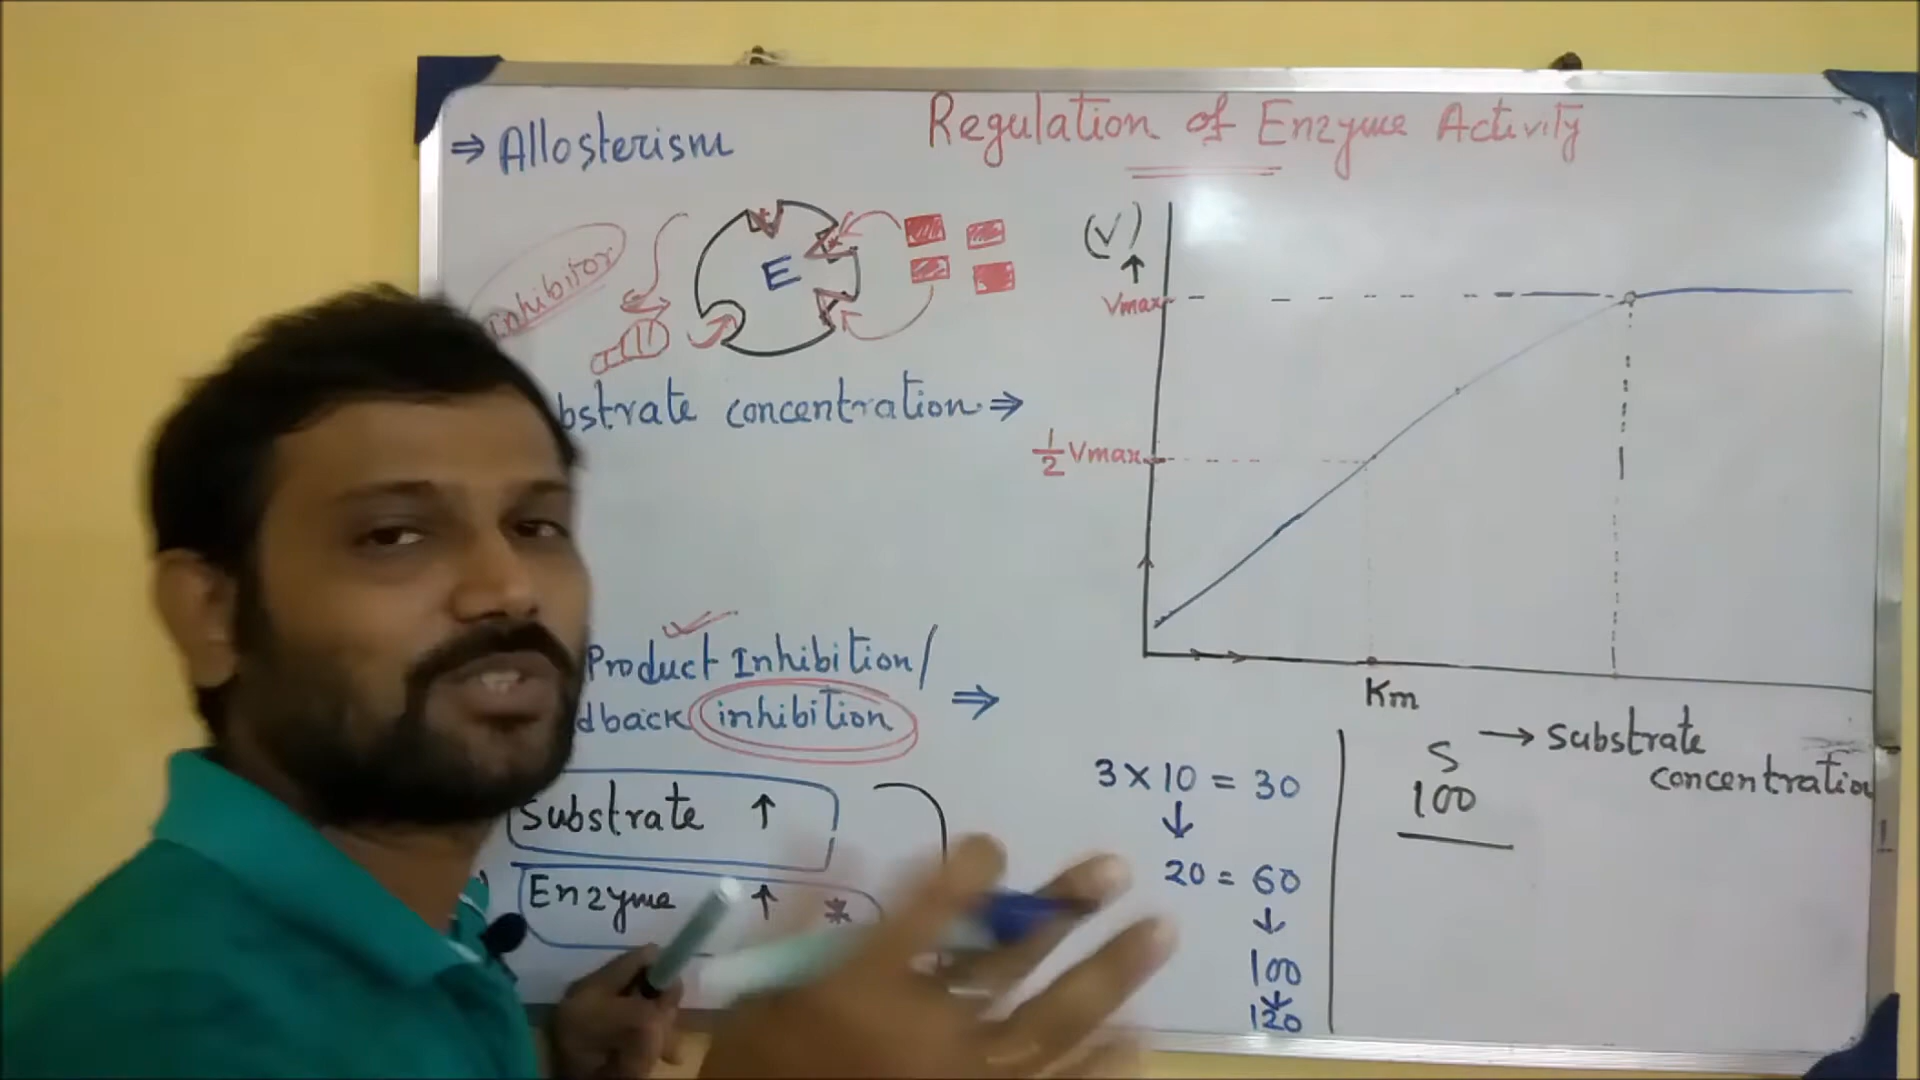 Regulation of Enzyme Activity
⇒ Allosterism
inhibitor
E
bstrate concentration ⇒
Product Inhibition/
dback inhibition ⇒
Substrate ↑
Enzyme ↑ *
(V)
↑
Vmax
1/2 Vmax
Km
→ Substrate
concentration
3 × 10 = 30
↓
20 = 60
↓
100
↓
120
S
100